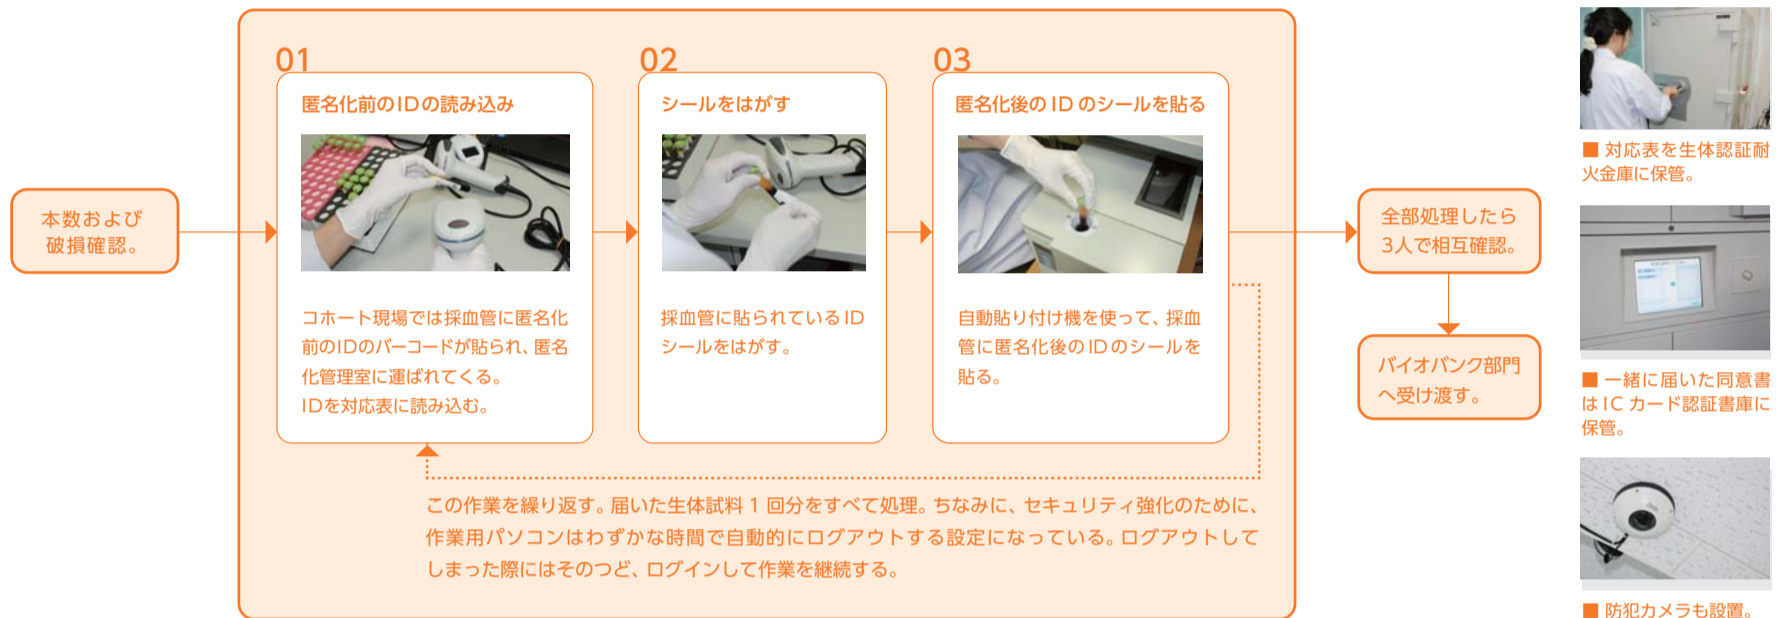 本数および
破損確認。
01
匿名化前のIDの読み込み
コホート現場では採血管に匿名化
前のIDのバーコードが貼られ、匿名
化管理室に運ばれてくる。
IDを対応表に読み込む。
02
シールをはがす
採血管に貼られているID
シールをはがす。
03
匿名化後の ID のシールを貼る
自動貼り付け機を使って、採血
管に匿名化後のIDのシールを
貼る。
この作業を繰り返す。届いた生体試料 1 回分をすべて処理。ちなみに、セキュリティ強化のために、
作業用パソコンはわずかな時間で自動的にログアウトする設定になっている。ログアウトして
しまった際にはそのつど、ログインして作業を継続する。
全部処理したら
3人で相互確認。
バイオバンク部門
へ受け渡す。
■ 対応表を生体認証耐
火金庫に保管。
■ 一緒に届いた同意書
はIC カード認証書庫に
保管。
■ 防犯カメラも設置。